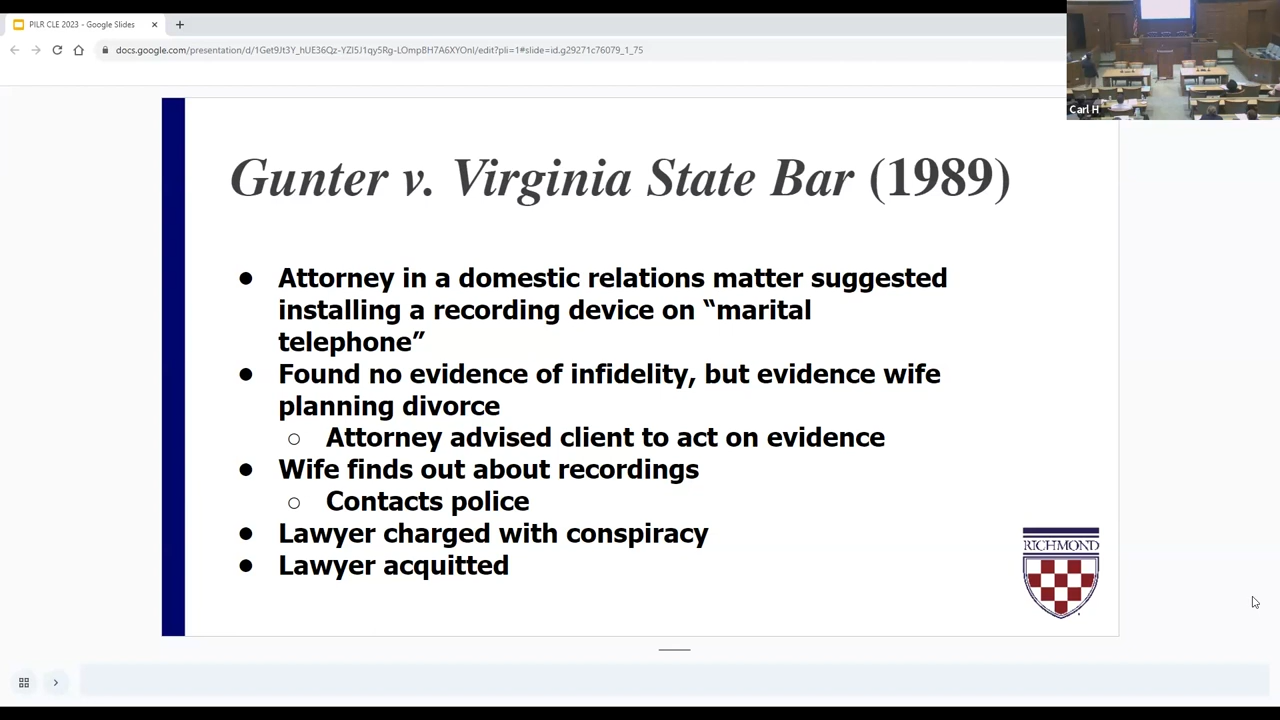 PILR CLE 2023 - Google Slides
docs.google.com/presentation/d/1Get9Jt3Y_hUE36Qz-YZI5J1qy5Rg-LOmpBH7A6XYOnI/edit?pli=1#slide=id.g29271c76079_1_75
Carl H
Gunter v. Virginia State Bar (1989)
● Attorney in a domestic relations matter suggested
installing a recording device on “marital
telephone”
● Found no evidence of infidelity, but evidence wife
planning divorce
○ Attorney advised client to act on evidence
● Wife finds out about recordings
○ Contacts police
● Lawyer charged with conspiracy
● Lawyer acquitted
RICHMOND